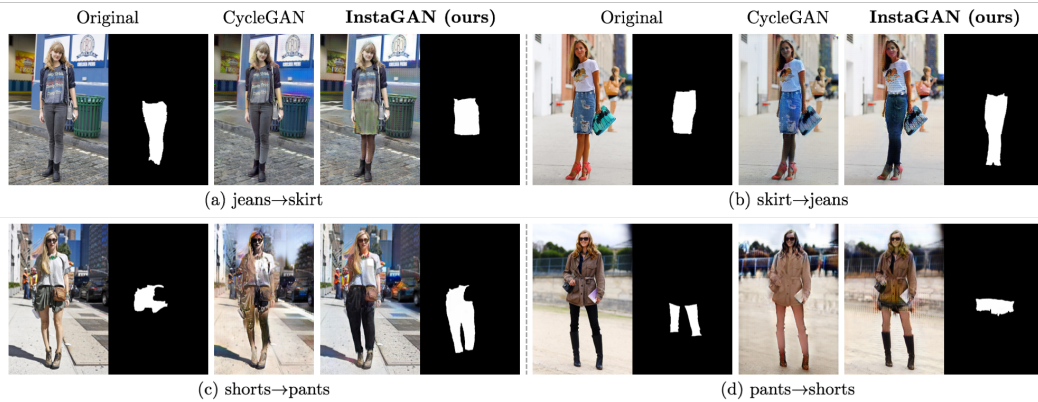 Original CycleGAN InstaGAN (ours) Original CycleGAN InstaGAN (ours)
(a) jeans→skirt (b) skirt→jeans
(c) shorts→pants (d) pants→shorts